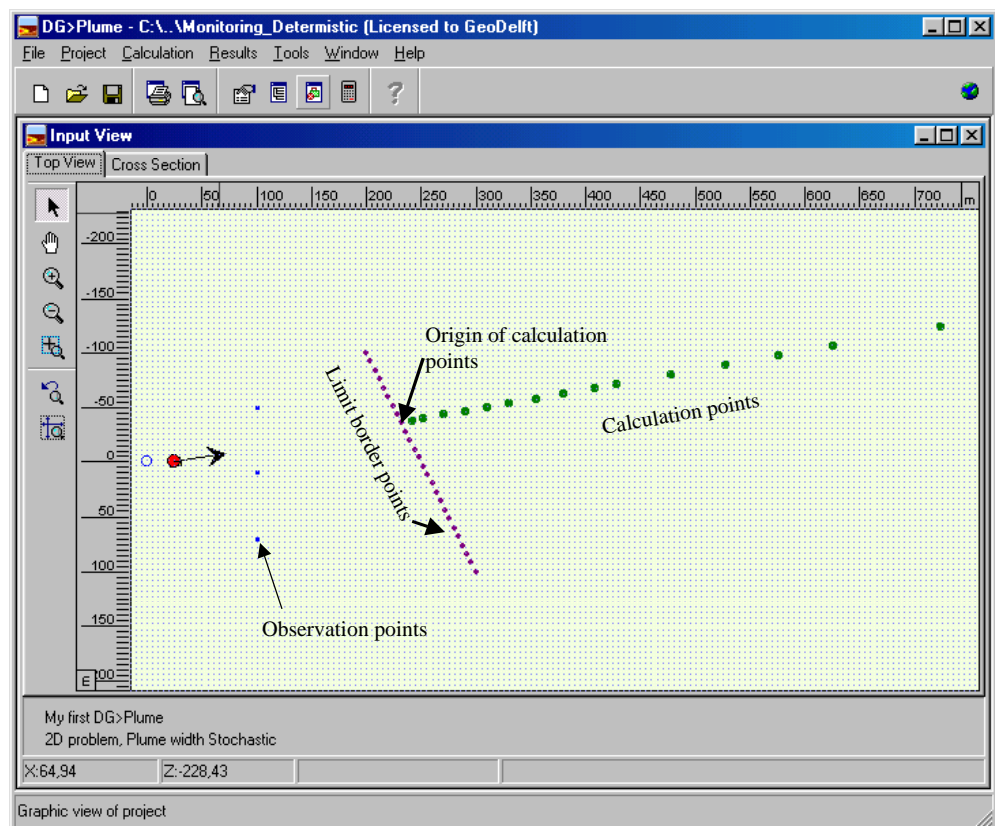 DG>Plume - C:\..\Monitoring_Determistic (Licensed to GeoDelft)
File Project Calculation Results Tools Window Help
Input View
Top View Cross Section
0 50 100 150 200 250 300 350 400 450 500 550 600 650 700 m
-200
-150
-100
-50
0
50
100
150
00
E
Origin of calculation
points
Limit border points
Calculation points
Observation points
My first DG>Plume
2D problem, Plume width Stochastic
X:64,94 Z:-228,43
Graphic view of project